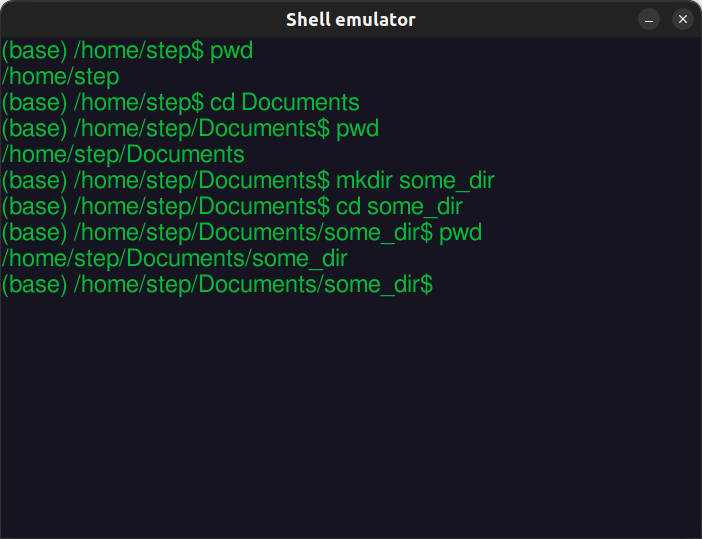 Shell emulator
(base) /home/step$ pwd
/home/step
(base) /home/step$ cd Documents
(base) /home/step/Documents$ pwd
/home/step/Documents
(base) /home/step/Documents$ mkdir some_dir
(base) /home/step/Documents$ cd some_dir
(base) /home/step/Documents/some_dir$ pwd
/home/step/Documents/some_dir
(base) /home/step/Documents/some_dir$